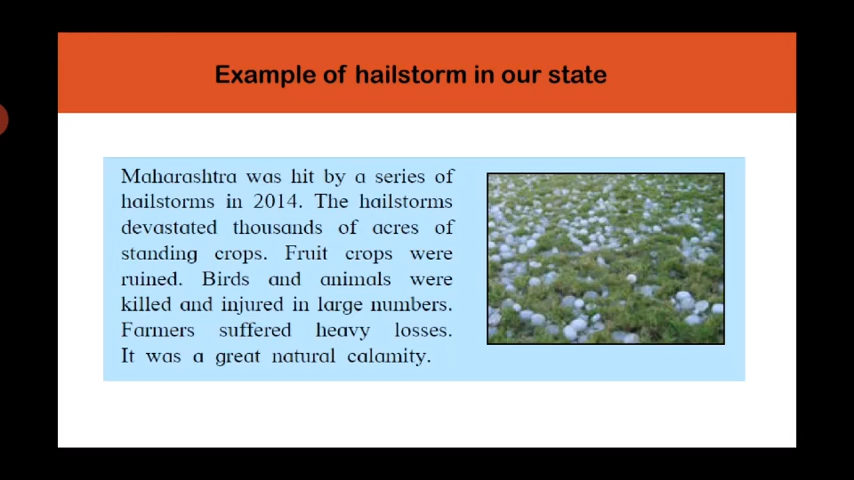 Example of hailstorm in our state
Maharashtra was hit by a series of
hailstorms in 2014. The hailstorms
devastated thousands of acres of
standing crops. Fruit crops were
ruined. Birds and animals were
killed and injured in large numbers.
Farmers suffered heavy losses.
It was a great natural calamity.